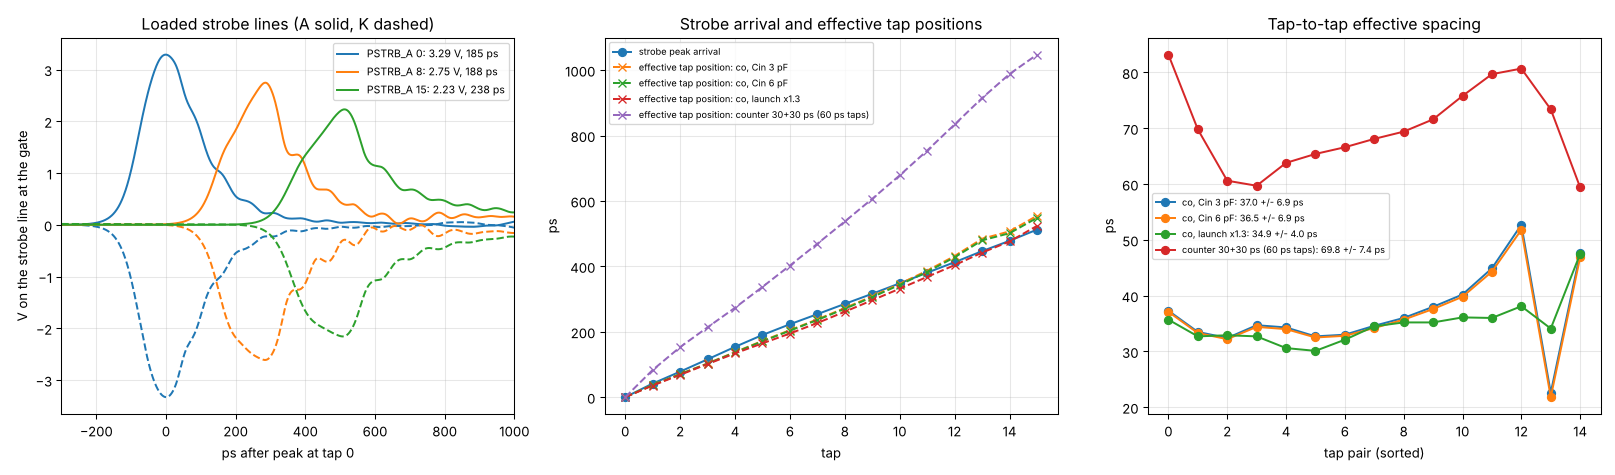 Loaded strobe lines (A solid, K dashed)
V on the strobe line at the gate
3
2
1
0
−1
−2
−3
PSTRB_A 0: 3.29 V, 185 ps
PSTRB_A 8: 2.75 V, 188 ps
PSTRB_A 15: 2.23 V, 238 ps
−200 0 200 400 600 800 1000
ps after peak at tap 0
Strobe arrival and effective tap positions
ps
1000
800
600
400
200
0
strobe peak arrival
effective tap position: co, Cin 3 pF
effective tap position: co, Cin 6 pF
effective tap position: co, launch x1.3
effective tap position: counter 30+30 ps (60 ps taps)
0 2 4 6 8 10 12 14
tap
Tap-to-tap effective spacing
ps
80
70
60
50
40
30
20
co, Cin 3 pF: 37.0 +/- 6.9 ps
co, Cin 6 pF: 36.5 +/- 6.9 ps
co, launch x1.3: 34.9 +/- 4.0 ps
counter 30+30 ps (60 ps taps): 69.8 +/- 7.4 ps
0 2 4 6 8 10 12 14
tap pair (sorted)